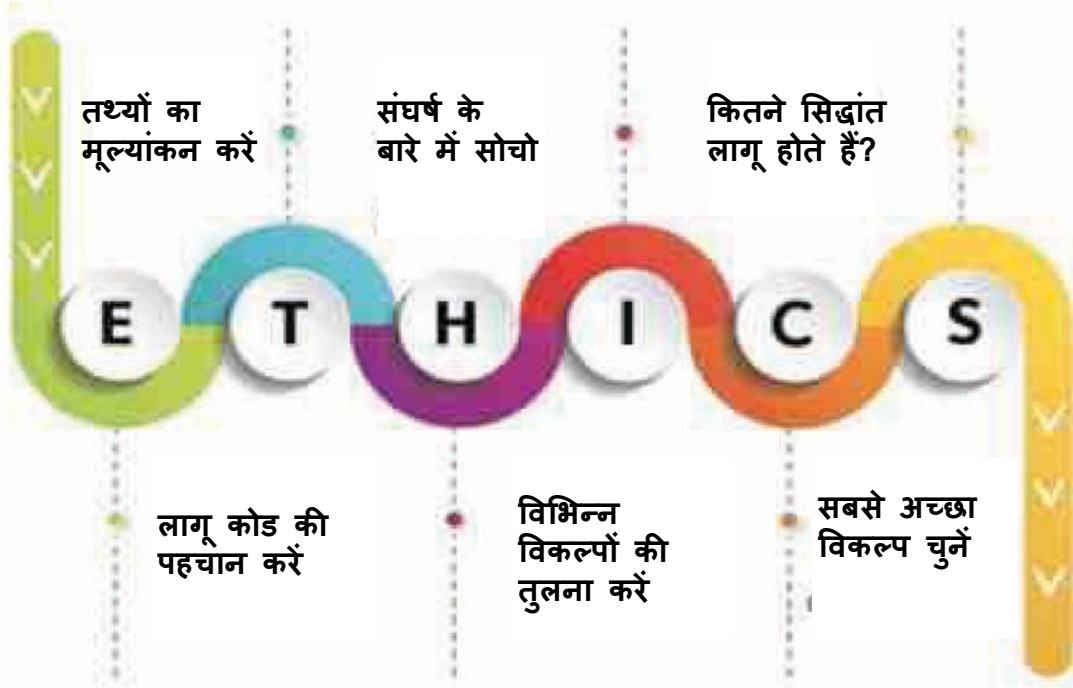 तथ्यों का
मूल्यांकन करें
संघर्ष के
बारे में सोचो
कितने सिद्धांत
लागू होते हैं?
E T H I C S
लागू कोड की
पहचान करें
विभिन्न
विकल्पों की
तुलना करें
सबसे अच्छा
विकल्प चुनें